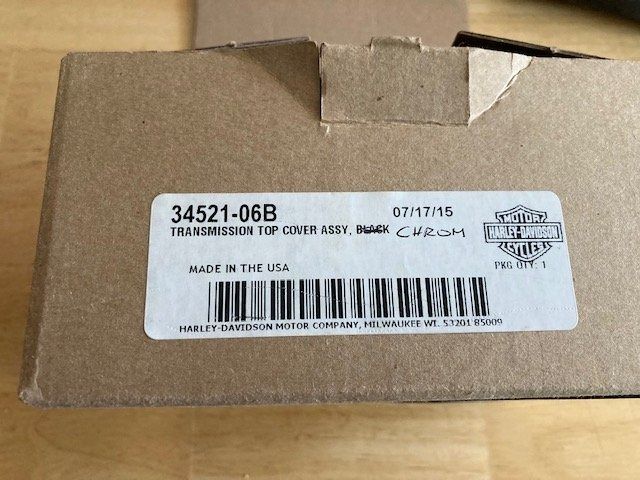 34521-06B 07/17/15
TRANSMISSION TOP COVER ASSY, BLACK CHROM
MOTOR
HARLEY-DAVIDSON
CYCLES
MADE IN THE USA
PKG QTY: 1
HARLEY-DAVIDSON MOTOR COMPANY, MILWAUKEE WI. 53201 85009